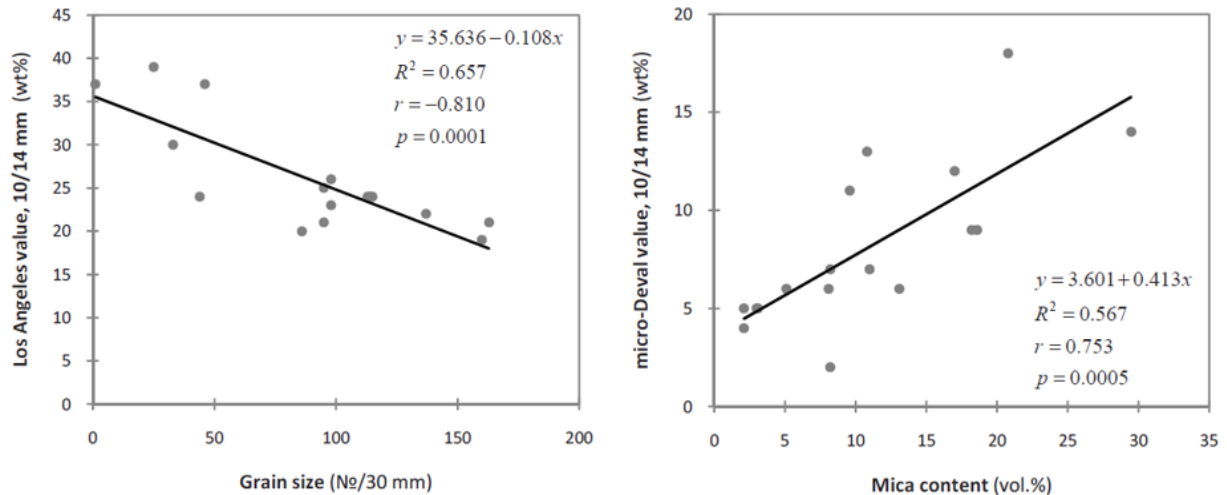 45
40
35
30
25
20
15
10
5
0
Los Angeles value, 10/14 mm (wt%)
y = 35.636 − 0.108x
R² = 0.657
r = −0.810
p = 0.0001
0 50 100 150 200
Grain size (№/30 mm)
20
15
10
5
0
micro-Deval value, 10/14 mm (wt%)
y = 3.601 + 0.413x
R² = 0.567
r = 0.753
p = 0.0005
0 5 10 15 20 25 30 35
Mica content (vol.%)